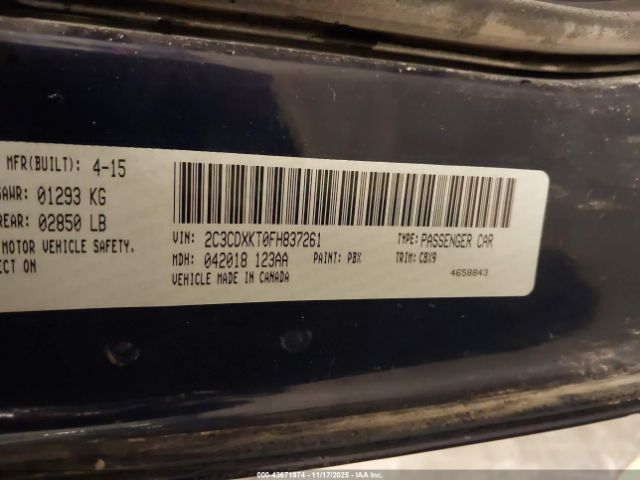 MFR(BUILT): 4-15
GAWR: 01293 KG
REAR: 02850 LB
MOTOR VEHICLE SAFETY,
ECT ON
VIN: 2C3CDXKT0FH837261
TYPE: PASSENGER CAR
MDH: 042018 123AA
PAINT: PBX
TRIM: CBX9
VEHICLE MADE IN CANADA
4658843
000-43671974 - 11/17/2025 - IAA Inc.